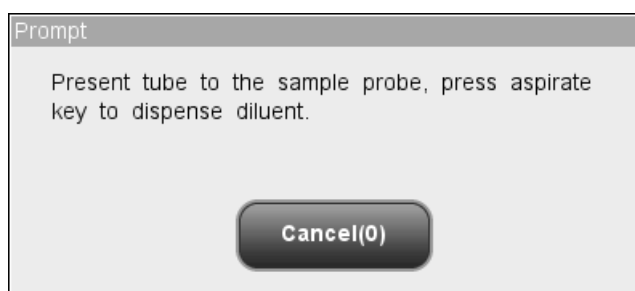 Prompt
Present tube to the sample probe, press aspirate
key to dispense diluent.
Cancel(0)